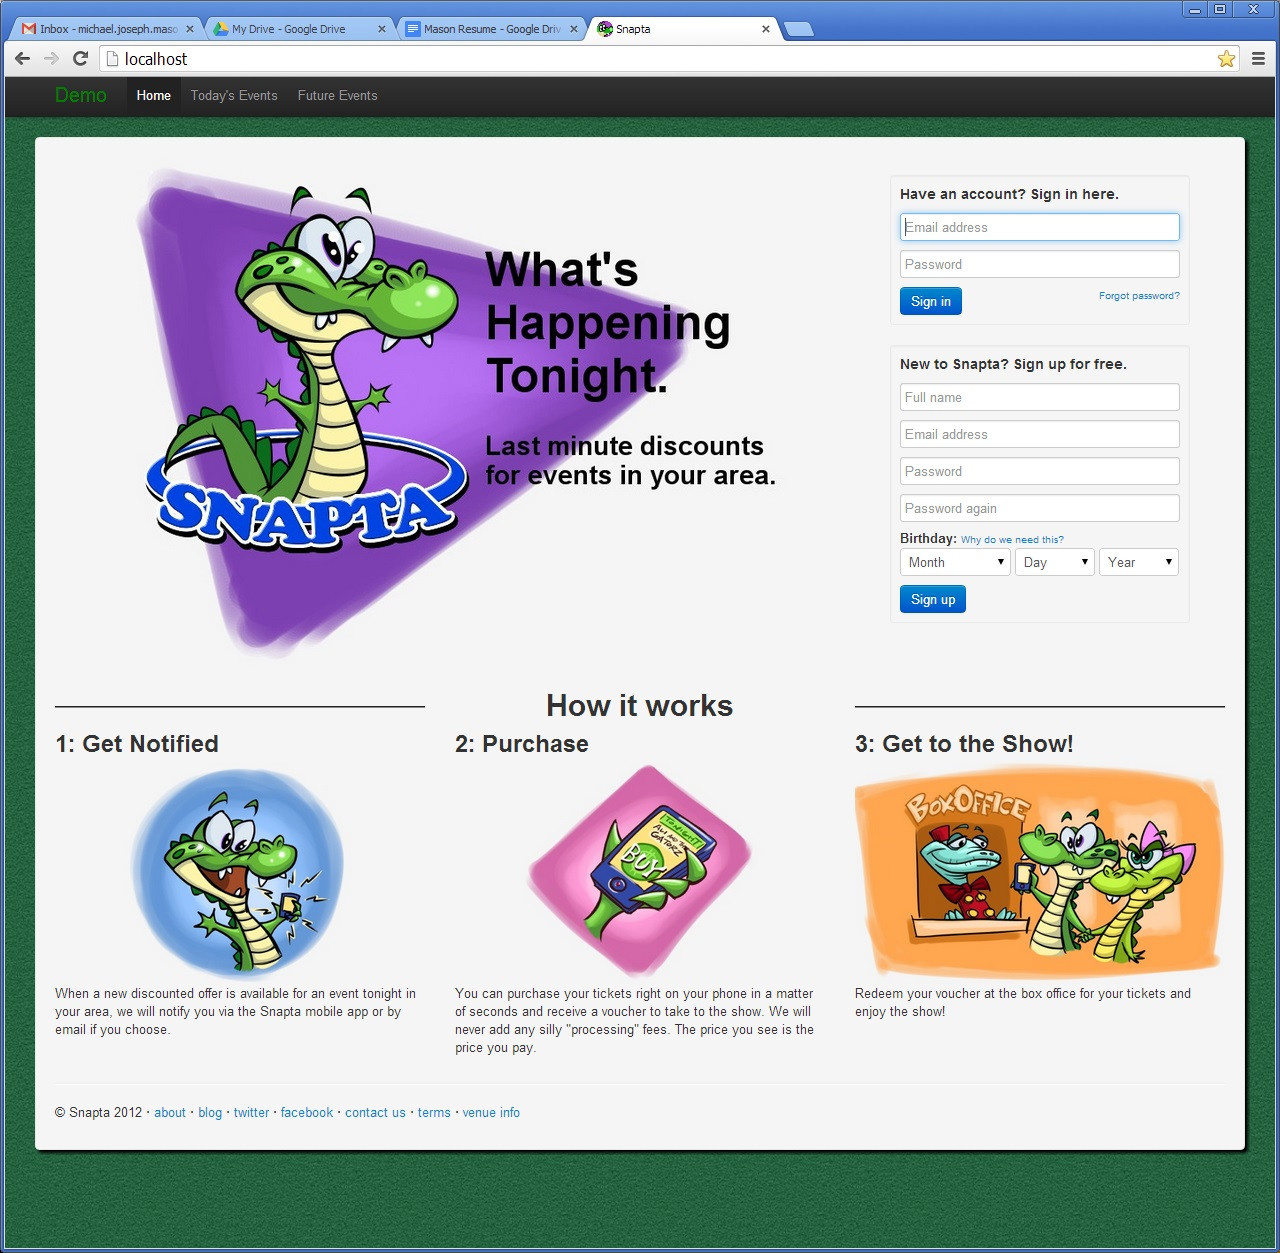 Inbox - michael.joseph.maso
My Drive - Google Drive
Mason Resume - Google Driv
Snapta
localhost
Demo
Home
Today's Events
Future Events
What's
Happening
Tonight.
Last minute discounts
for events in your area.
SNAPTA
Have an account? Sign in here.
Email address
Password
Sign in
Forgot password?
New to Snapta? Sign up for free.
Full name
Email address
Password
Password again
Birthday: Why do we need this?
Month
Day
Year
Sign up
How it works
1: Get Notified
When a new discounted offer is available for an event tonight in
your area, we will notify you via the Snapta mobile app or by
email if you choose.
2: Purchase
TONIGHT!
ALI AND THE
GATORZ
BUY
You can purchase your tickets right on your phone in a matter
of seconds and receive a voucher to take to the show. We will
never add any silly "processing" fees. The price you see is the
price you pay.
3: Get to the Show!
BOX OFFICE
Redeem your voucher at the box office for your tickets and
enjoy the show!
© Snapta 2012 · about · blog · twitter · facebook · contact us · terms · venue info